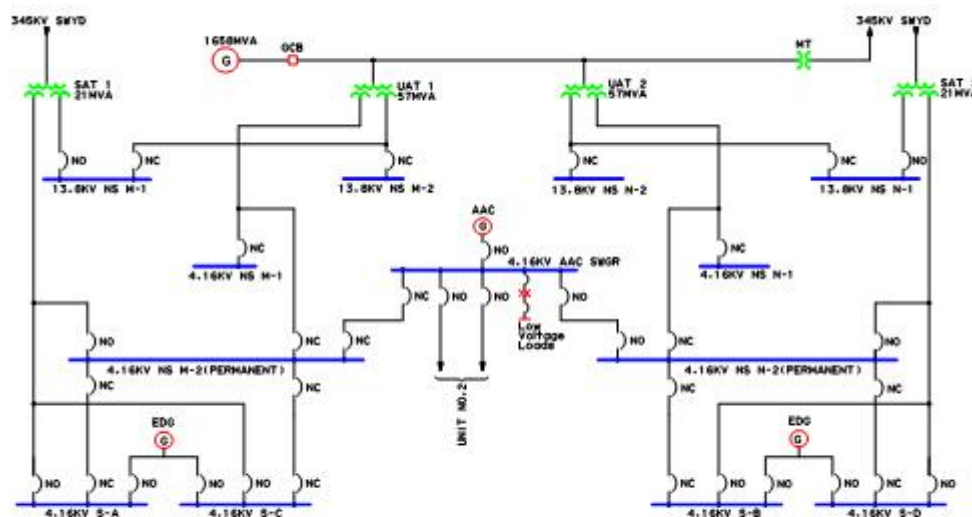 345KV SWYD
345KV SWYD
1658MVA
GCB
MT
G
SAT 1
21MVA
UAT 1
57MVA
UAT 2
57MVA
SAT
21MVA
NO
NC
NC
NC
NC
NO
13.8KV NS M-1
13.8KV NS M-2
13.8KV NS N-2
13.8KV NS N-1
AAC
G
NC
NO
NC
4.16KV NS M-1
4.16KV AAC SWGR
4.16KV NS N-1
NC
NO
NO
NO
Low
Voltage
Loads
NO
NC
NC
NO
NC
NO
4.16KV NS M-2(PERMANENT)
4.16KV NS N-2(PERMANENT)
NC
NC
NC
NC
UNIT NO.2
EDG
G
EDG
G
NO
NC
NO
NO
NO
NC
NC
NO
NO
NO
NC
NO
4.16KV S-A
4.16KV S-C
4.16KV S-B
4.16KV S-D